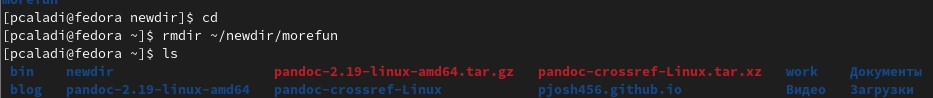 morefun
[pcaladi@fedora newdir]$ cd
[pcaladi@fedora ~]$ rmdir ~/newdir/morefun
[pcaladi@fedora ~]$ ls
bin newdir pandoc-2.19-linux-amd64.tar.gz pandoc-crossref-Linux.tar.xz work Документы
blog pandoc-2.19-linux-amd64 pandoc-crossref-Linux pjosh456.github.io Видео Загрузки